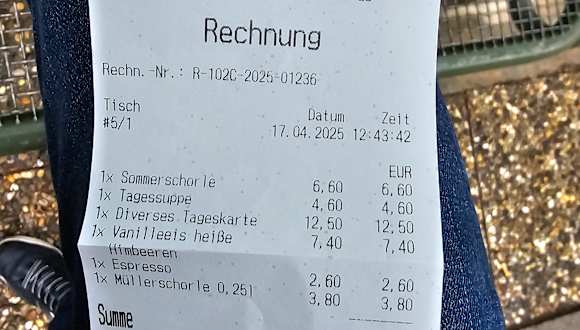 Rechnung
Rechn.-Nr.: R-102C-2025-01236
Tisch Datum Zeit
#5/1 17.04.2025 12:43:42
EUR
1x Sommerschorle 6,60 6,60
1x Tagessuppe 4,60 4,60
1x Diverses Tageskarte 12,50 12,50
1x Vanilleeis heiße 7,40 7,40
Himbeeren
1x Espresso 2,60 2,60
1x Müllerschorle 0,25l 3,80 3,80
Summe